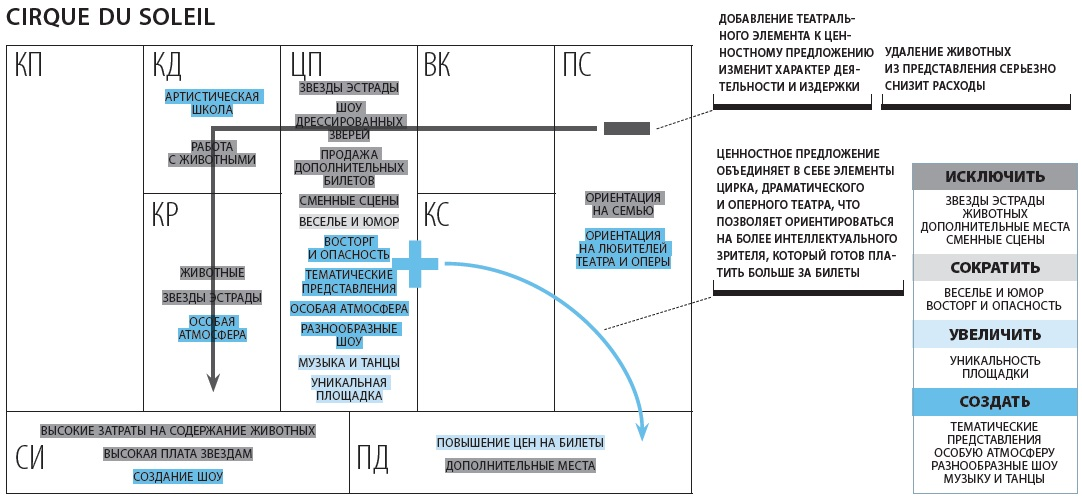 CIRQUE DU SOLEIL
КП
КД
АРТИСТИЧЕСКАЯ
ШКОЛА
РАБОТА
С ЖИВОТНЫМИ
КР
ЖИВОТНЫЕ
ЗВЕЗДЫ ЭСТРАДЫ
ОСОБАЯ
АТМОСФЕРА
ЦП
ЗВЕЗДЫ ЭСТРАДЫ
ШОУ
ДРЕССИРОВАННЫХ
ЗВЕРЕЙ
ПРОДАЖА
ДОПОЛНИТЕЛЬНЫХ
БИЛЕТОВ
СМЕННЫЕ СЦЕНЫ
ВЕСЕЛЬЕ И ЮМОР
ВОСТОРГ
И ОПАСНОСТЬ
ТЕМАТИЧЕСКИЕ
ПРЕДСТАВЛЕНИЯ
ОСОБАЯ АТМОСФЕРА
РАЗНООБРАЗНЫЕ
ШОУ
МУЗЫКА И ТАНЦЫ
УНИКАЛЬНАЯ
ПЛОЩАДКА
ВК
КС
ПС
ОРИЕНТАЦИЯ
НА СЕМЬЮ
ОРИЕНТАЦИЯ
НА ЛЮБИТЕЛЕЙ
ТЕАТРА И ОПЕРЫ
СИ
ВЫСОКИЕ ЗАТРАТЫ НА СОДЕРЖАНИЕ ЖИВОТНЫХ
ВЫСОКАЯ ПЛАТА ЗВЕЗДАМ
СОЗДАНИЕ ШОУ
ПД
ПОВЫШЕНИЕ ЦЕН НА БИЛЕТЫ
ДОПОЛНИТЕЛЬНЫЕ МЕСТА
ДОБАВЛЕНИЕ ТЕАТРАЛЬ-
НОГО ЭЛЕМЕНТА К ЦЕН-
НОСТНОМУ ПРЕДЛОЖЕНИЮ
ИЗМЕНИТ ХАРАКТЕР ДЕЯ-
ТЕЛЬНОСТИ И ИЗДЕРЖКИ
УДАЛЕНИЕ ЖИВОТНЫХ
ИЗ ПРЕДСТАВЛЕНИЯ СЕРЬЕЗНО
СНИЗИТ РАСХОДЫ
ЦЕННОСТНОЕ ПРЕДЛОЖЕНИЕ
ОБЪЕДИНЯЕТ В СЕБЕ ЭЛЕМЕНТЫ
ЦИРКА, ДРАМАТИЧЕСКОГО
И ОПЕРНОГО ТЕАТРА, ЧТО
ПОЗВОЛЯЕТ ОРИЕНТИРОВАТЬСЯ
НА БОЛЕЕ ИНТЕЛЛЕКТУАЛЬНОГО
ЗРИТЕЛЯ, КОТОРЫЙ ГОТОВ ПЛА-
ТИТЬ БОЛЬШЕ ЗА БИЛЕТЫ
ИСКЛЮЧИТЬ
ЗВЕЗДЫ ЭСТРАДЫ
ЖИВОТНЫХ
ДОПОЛНИТЕЛЬНЫЕ МЕСТА
СМЕННЫЕ СЦЕНЫ
СОКРАТИТЬ
ВЕСЕЛЬЕ И ЮМОР
ВОСТОРГ И ОПАСНОСТЬ
УВЕЛИЧИТЬ
УНИКАЛЬНОСТЬ
ПЛОЩАДКИ
СОЗДАТЬ
ТЕМАТИЧЕСКИЕ
ПРЕДСТАВЛЕНИЯ
ОСОБУЮ АТМОСФЕРУ
РАЗНООБРАЗНЫЕ ШОУ
МУЗЫКУ И ТАНЦЫ